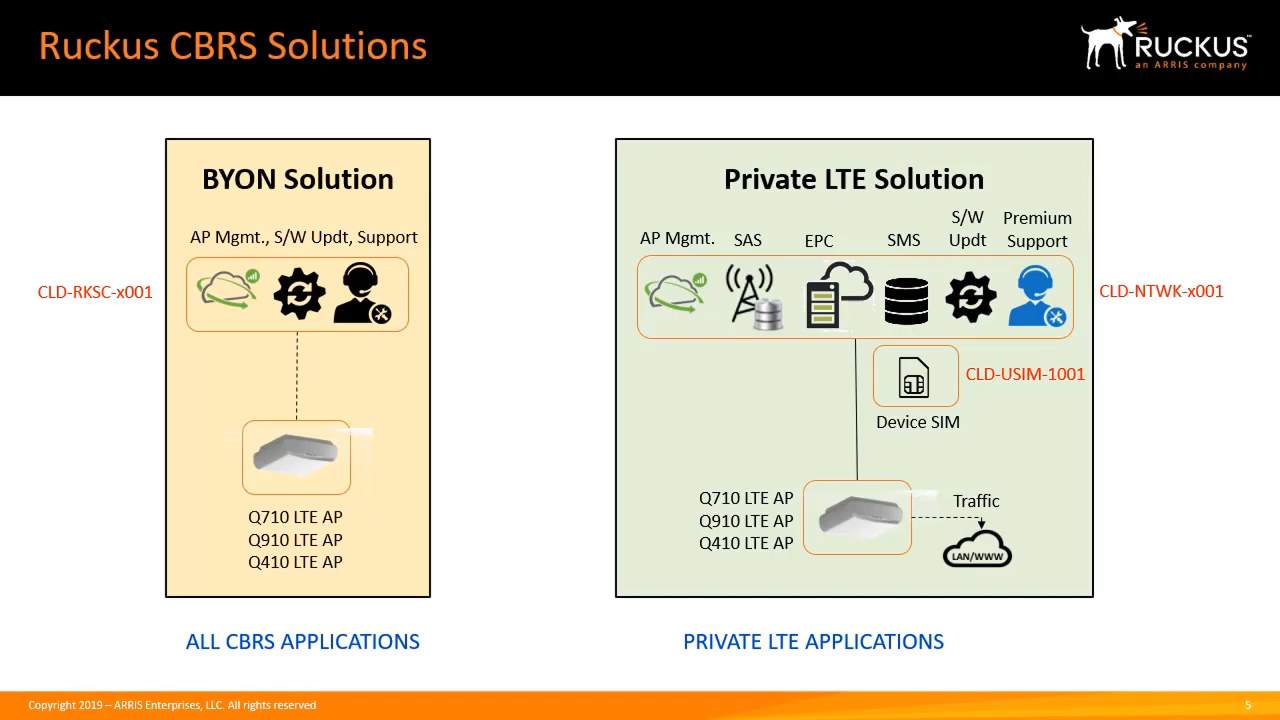 Ruckus CBRS Solutions
RUCKUS™
an ARRIS company
BYON Solution
AP Mgmt., S/W Updt, Support
CLD-RKSC-x001
Q710 LTE AP
Q910 LTE AP
Q410 LTE AP
ALL CBRS APPLICATIONS
Private LTE Solution
AP Mgmt.
SAS
EPC
SMS
S/W
Updt
Premium
Support
CLD-NTWK-x001
CLD-USIM-1001
Device SIM
Q710 LTE AP
Q910 LTE AP
Q410 LTE AP
Traffic
LAN/WWW
PRIVATE LTE APPLICATIONS
Copyright 2019 – ARRIS Enterprises, LLC. All rights reserved
5